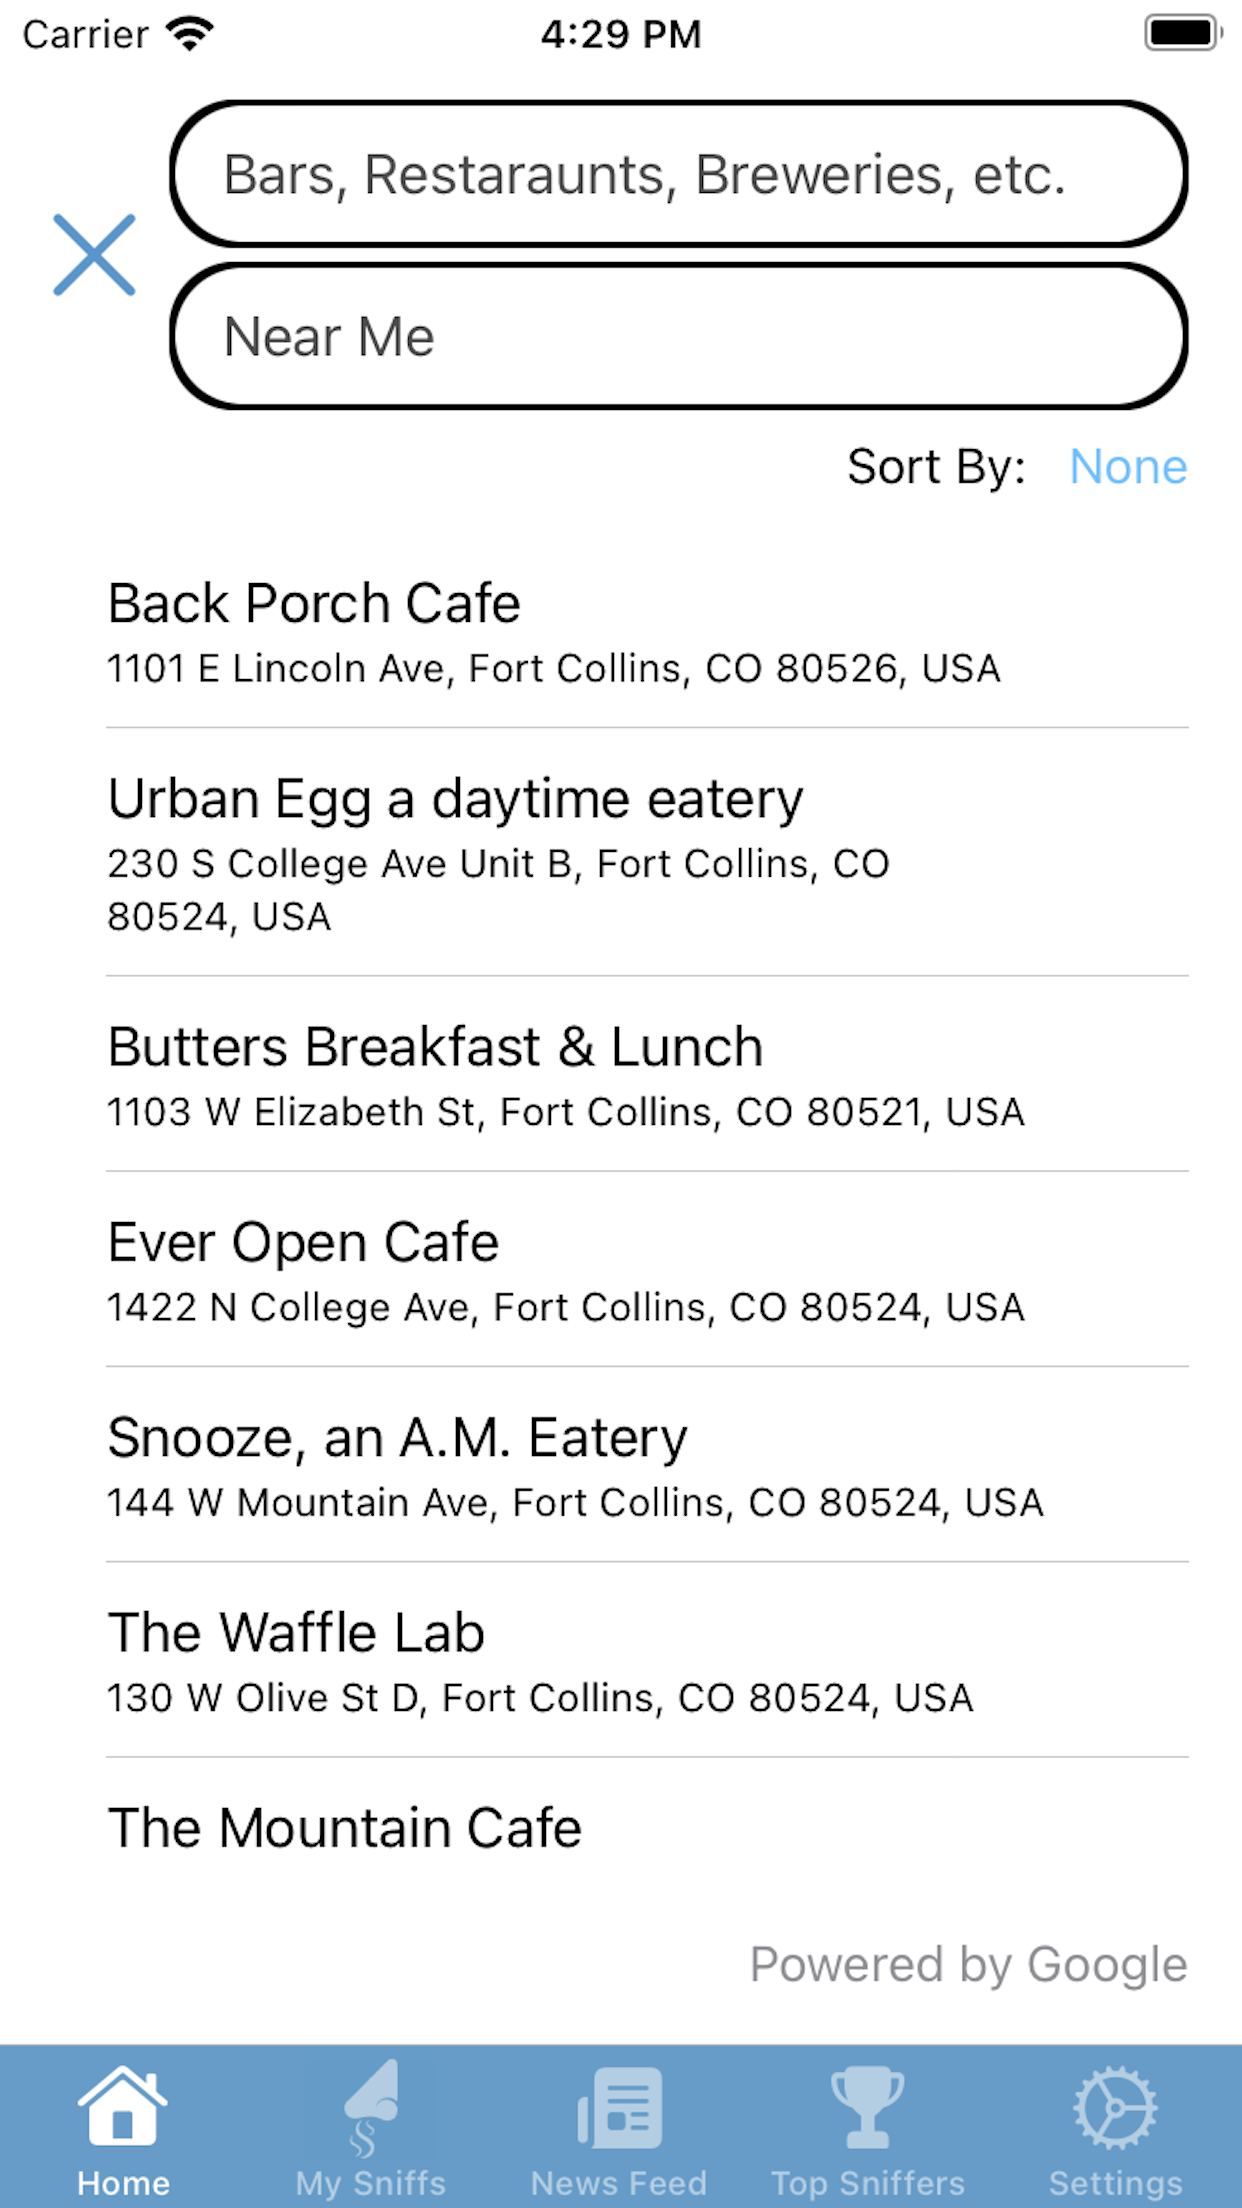 Carrier
4:29 PM
Bars, Restaraunts, Breweries, etc.
Near Me
Sort By: None
Back Porch Cafe
1101 E Lincoln Ave, Fort Collins, CO 80526, USA
Urban Egg a daytime eatery
230 S College Ave Unit B, Fort Collins, CO
80524, USA
Butters Breakfast & Lunch
1103 W Elizabeth St, Fort Collins, CO 80521, USA
Ever Open Cafe
1422 N College Ave, Fort Collins, CO 80524, USA
Snooze, an A.M. Eatery
144 W Mountain Ave, Fort Collins, CO 80524, USA
The Waffle Lab
130 W Olive St D, Fort Collins, CO 80524, USA
The Mountain Cafe
Powered by Google
Home
My Sniffs
News Feed
Top Sniffers
Settings